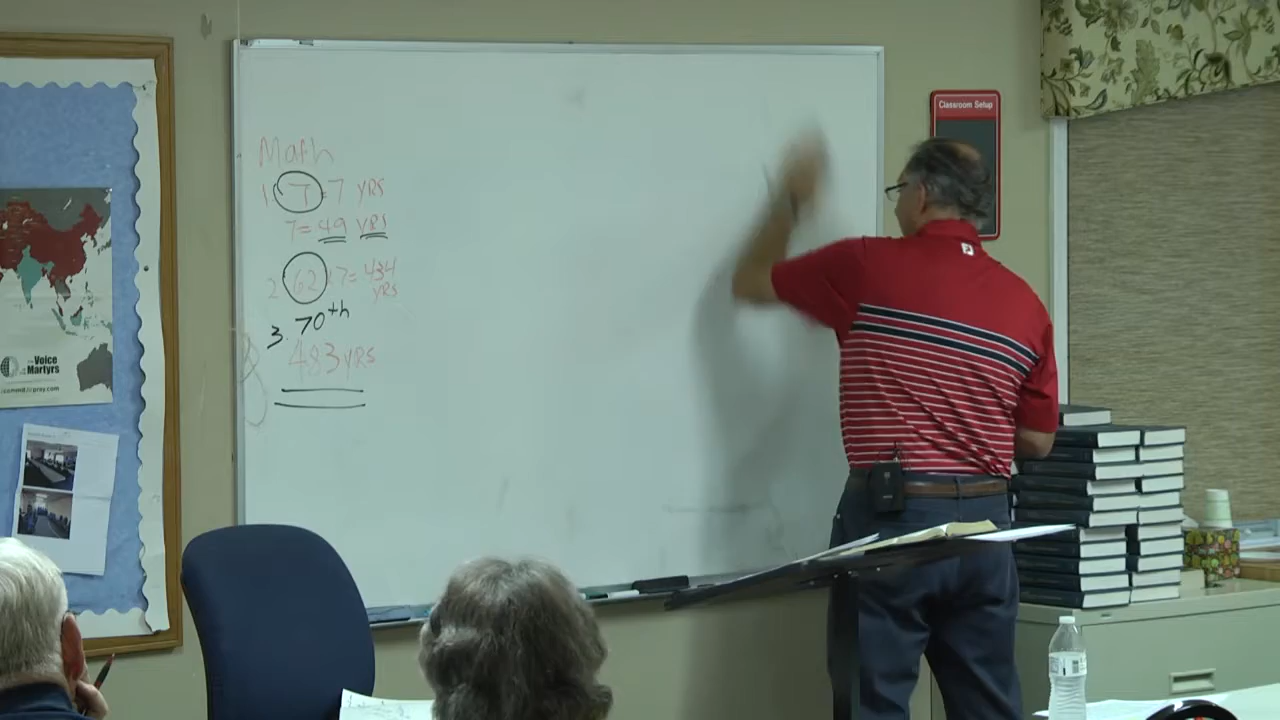 Math
1 7 7 YRS
7 = 49 YRS
2 62 7 = 434
YRS
3. 70th
483 YRS
Classroom Setup
Voice
Martyrs